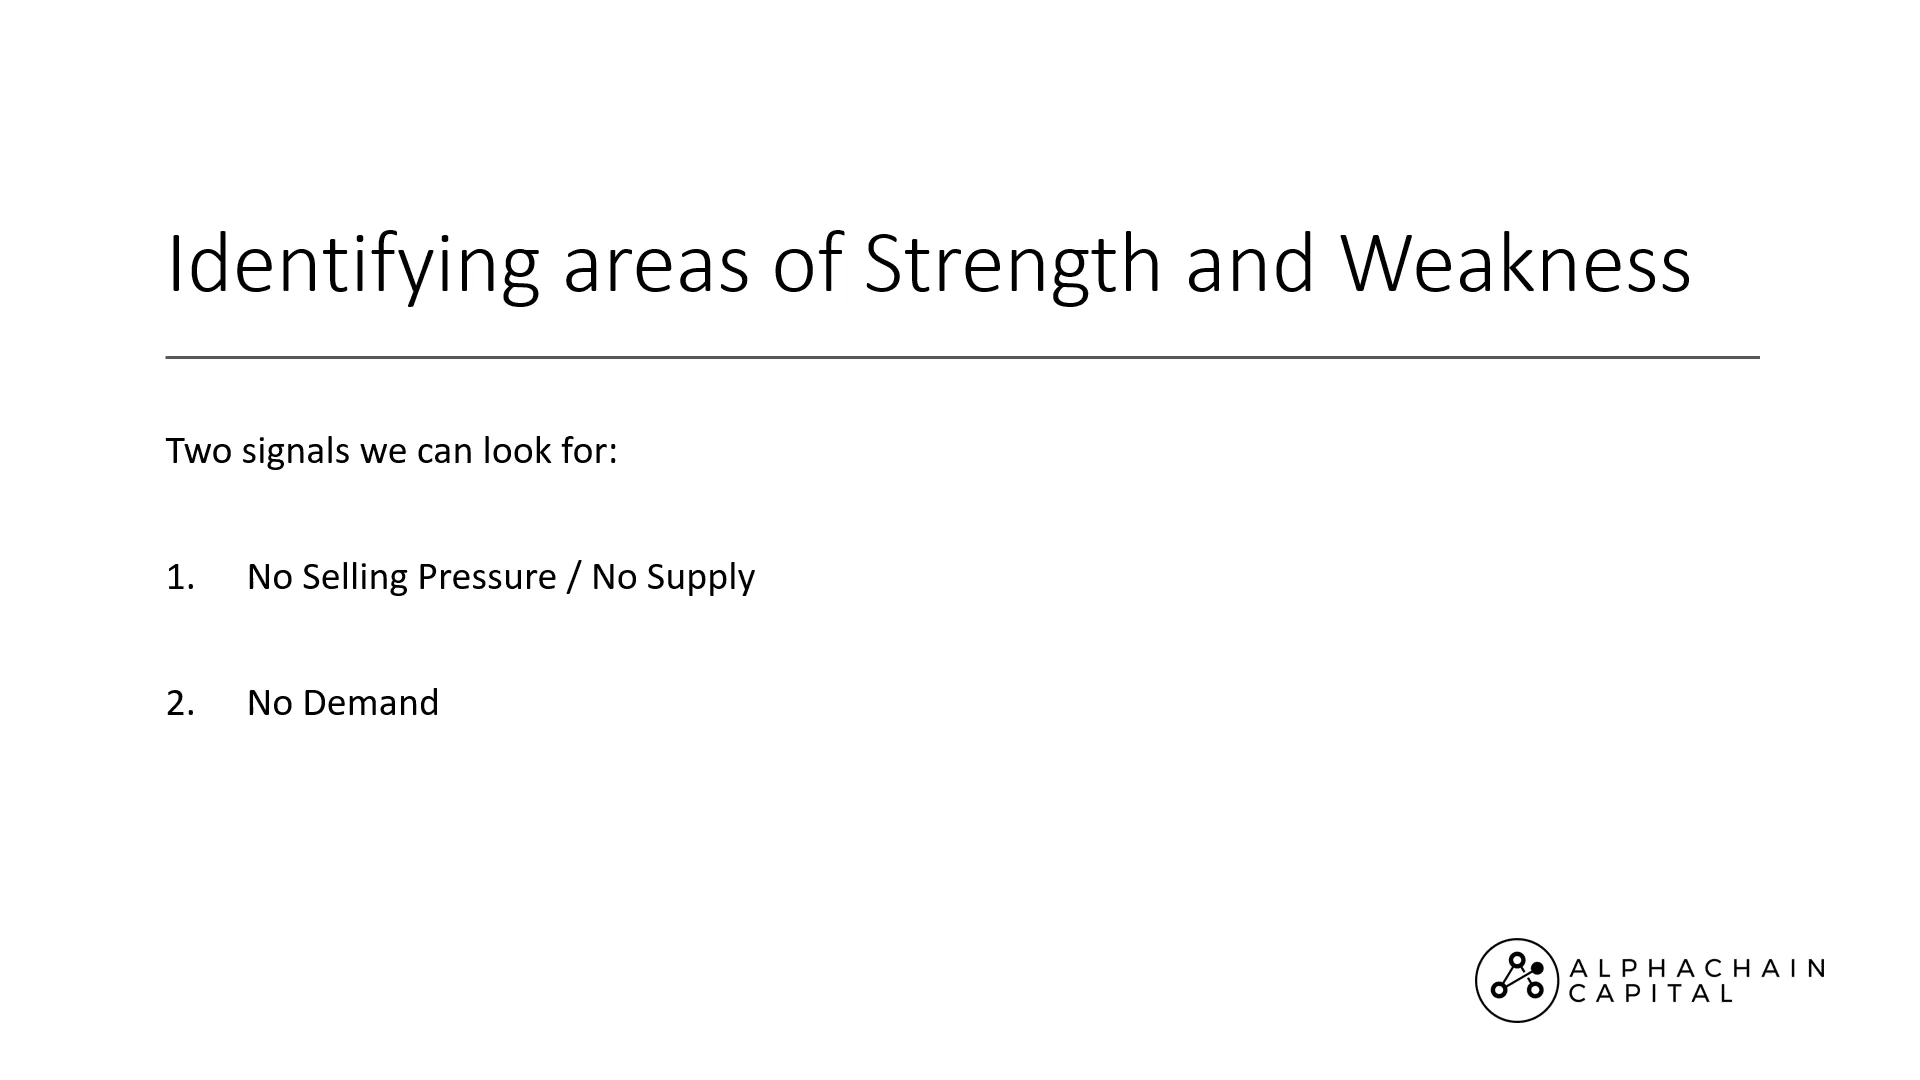 Identifying areas of Strength and Weakness
Two signals we can look for:
1. No Selling Pressure / No Supply
2. No Demand
ALPHACHAIN
CAPITAL